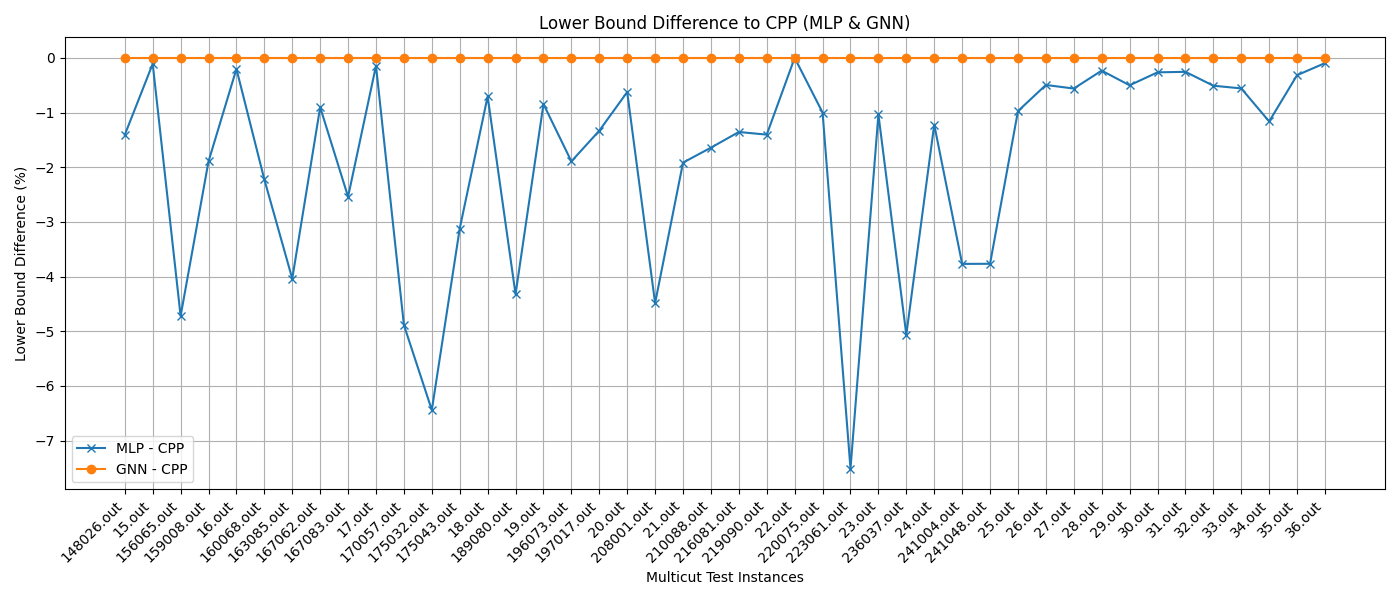 Lower Bound Difference to CPP (MLP & GNN)
Lower Bound Difference (%)
0
−1
−2
−3
−4
−5
−6
−7
MLP - CPP
GNN - CPP
148026.out
15.out
156065.out
159008.out
16.out
160068.out
163085.out
167062.out
167083.out
17.out
170057.out
175032.out
175043.out
18.out
189080.out
19.out
196073.out
197017.out
20.out
208001.out
21.out
210088.out
216081.out
219090.out
22.out
220075.out
223061.out
23.out
236037.out
24.out
241004.out
241048.out
25.out
26.out
27.out
28.out
29.out
30.out
31.out
32.out
33.out
34.out
35.out
36.out
Multicut Test Instances